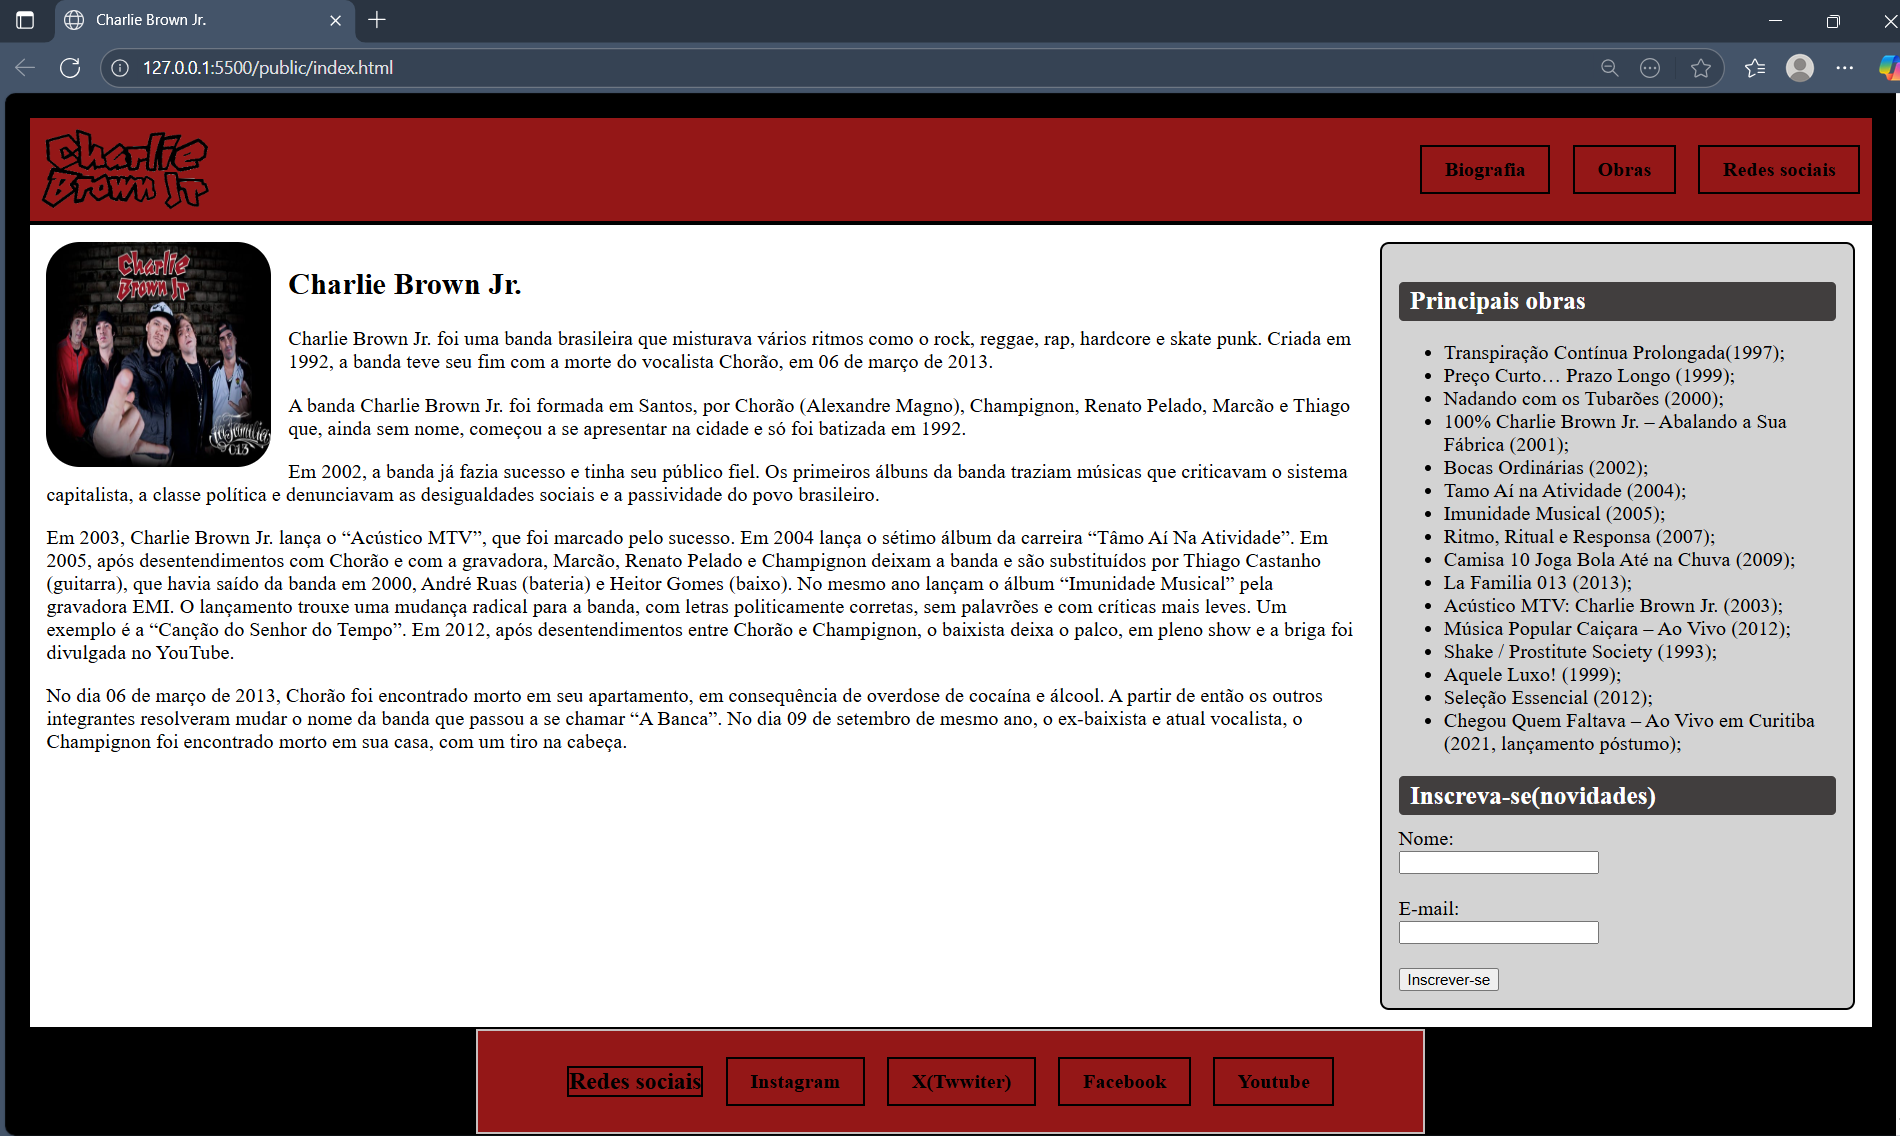 Charlie Brown Jr.
127.0.0.1:5500/public/index.html
Charlie
Brown Jr
Biografia
Obras
Redes sociais
Charlie
Brown Jr
La Familia
013
Charlie Brown Jr.
Charlie Brown Jr. foi uma banda brasileira que misturava vários ritmos como o rock, reggae, rap, hardcore e skate punk. Criada em
1992, a banda teve seu fim com a morte do vocalista Chorão, em 06 de março de 2013.
A banda Charlie Brown Jr. foi formada em Santos, por Chorão (Alexandre Magno), Champignon, Renato Pelado, Marcão e Thiago
que, ainda sem nome, começou a se apresentar na cidade e só foi batizada em 1992.
Em 2002, a banda já fazia sucesso e tinha seu público fiel. Os primeiros álbuns da banda traziam músicas que criticavam o sistema
capitalista, a classe política e denunciavam as desigualdades sociais e a passividade do povo brasileiro.
Em 2003, Charlie Brown Jr. lança o “Acústico MTV”, que foi marcado pelo sucesso. Em 2004 lança o sétimo álbum da carreira “Tâmo Aí Na Atividade”. Em
2005, após desentendimentos com Chorão e com a gravadora, Marcão, Renato Pelado e Champignon deixam a banda e são substituídos por Thiago Castanho
(guitarra), que havia saído da banda em 2000, André Ruas (bateria) e Heitor Gomes (baixo). No mesmo ano lançam o álbum “Imunidade Musical” pela
gravadora EMI. O lançamento trouxe uma mudança radical para a banda, com letras politicamente corretas, sem palavrões e com críticas mais leves. Um
exemplo é a “Canção do Senhor do Tempo”. Em 2012, após desentendimentos entre Chorão e Champignon, o baixista deixa o palco, em pleno show e a briga foi
divulgada no YouTube.
No dia 06 de março de 2013, Chorão foi encontrado morto em seu apartamento, em consequência de overdose de cocaína e álcool. A partir de então os outros
integrantes resolveram mudar o nome da banda que passou a se chamar “A Banca”. No dia 09 de setembro de mesmo ano, o ex-baixista e atual vocalista, o
Champignon foi encontrado morto em sua casa, com um tiro na cabeça.
Principais obras
• Transpiração Contínua Prolongada(1997);
• Preço Curto… Prazo Longo (1999);
• Nadando com os Tubarões (2000);
• 100% Charlie Brown Jr. – Abalando a Sua
Fábrica (2001);
• Bocas Ordinárias (2002);
• Tamo Aí na Atividade (2004);
• Imunidade Musical (2005);
• Ritmo, Ritual e Responsa (2007);
• Camisa 10 Joga Bola Até na Chuva (2009);
• La Familia 013 (2013);
• Acústico MTV: Charlie Brown Jr. (2003);
• Música Popular Caiçara – Ao Vivo (2012);
• Shake / Prostitute Society (1993);
• Aquele Luxo! (1999);
• Seleção Essencial (2012);
• Chegou Quem Faltava – Ao Vivo em Curitiba
(2021, lançamento póstumo);
Inscreva-se(novidades)
Nome:
E-mail:
Inscrever-se
Redes sociais
Instagram
X(Twwiter)
Facebook
Youtube